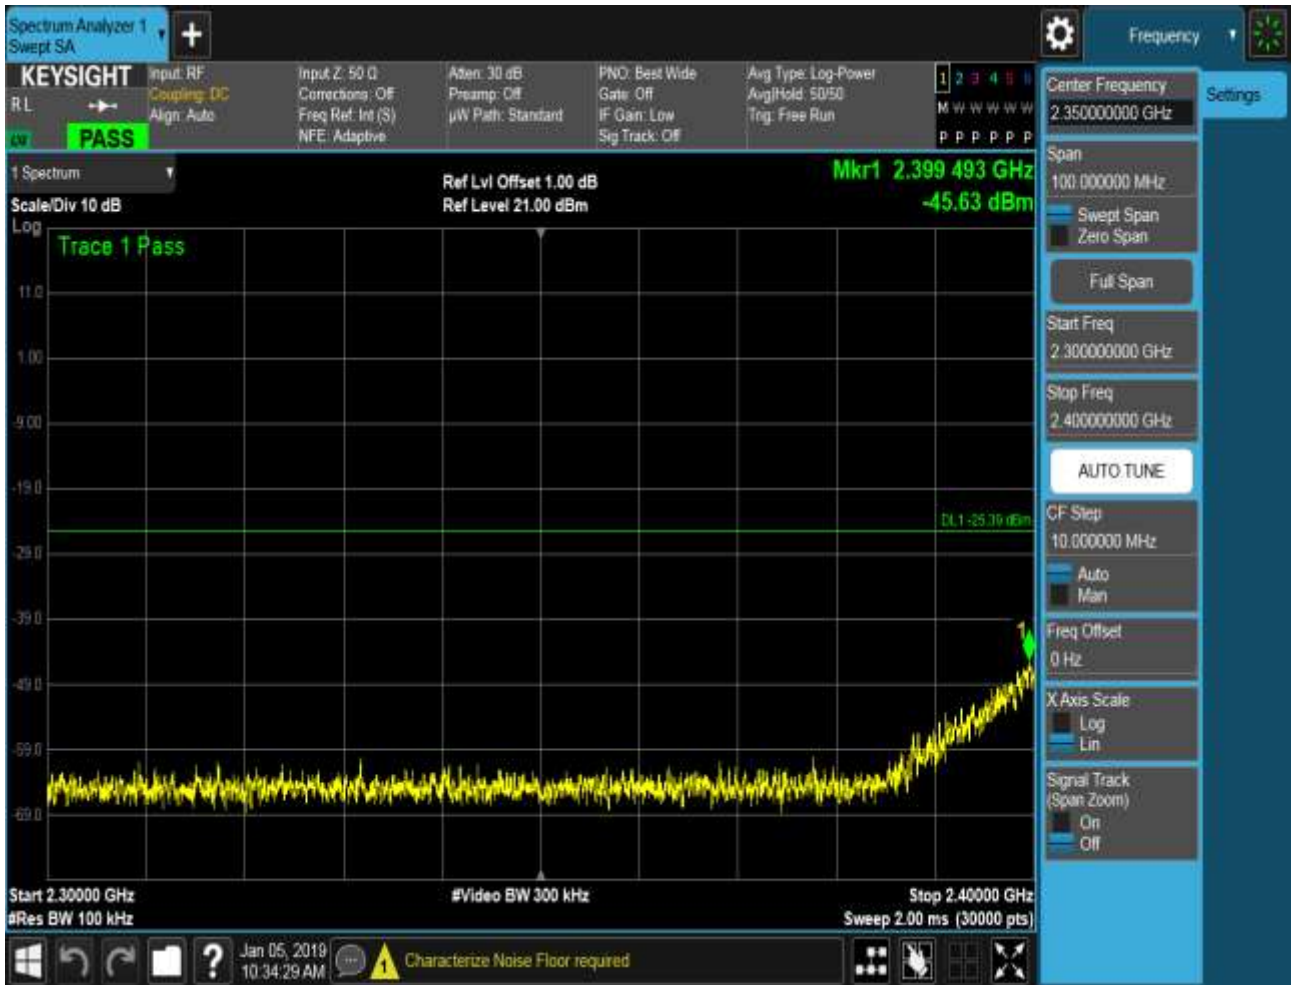 Spectrum Analyzer 1
Swept SA
+
Frequency
KEYSIGHT
RL
PASS
Input: RF
Coupling: DC
Align: Auto
Input Z: 50 Ω
Corrections: Off
Freq Ref: Int (S)
NFE: Adaptive
Atten: 30 dB
Preamp: Off
µW Path: Standard
PNO: Best Wide
Gate: Off
IF Gain: Low
Sig Track: Off
Avg Type: Log-Power
Avg|Hold: 50/50
Trig: Free Run
1 2 3 4 5 6
M W W W W W
P P P P P P
1 Spectrum
Scale/Div 10 dB
Ref Lvl Offset 1.00 dB
Ref Level 21.00 dBm
Mkr1 2.399 493 GHz
-45.63 dBm
Log
Trace 1 Pass
11.0
1.00
-9.00
-19.0
DL1 -25.39 dBm
-29.0
-39.0
1
-49.0
-59.0
-69.0
Start 2.30000 GHz
#Video BW 300 kHz
Stop 2.40000 GHz
#Res BW 100 kHz
Sweep 2.00 ms (30000 pts)
Center Frequency
2.350000000 GHz
Settings
Span
100.000000 MHz
Swept Span
Zero Span
Full Span
Start Freq
2.300000000 GHz
Stop Freq
2.400000000 GHz
AUTO TUNE
CF Step
10.000000 MHz
Auto
Man
Freq Offset
0 Hz
X Axis Scale
Log
Lin
Signal Track
(Span Zoom)
On
Off
?
Jan 05, 2019
10:34:29 AM
1
Characterize Noise Floor required